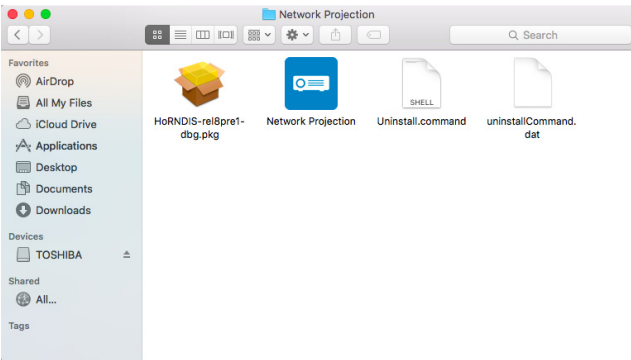 Network Projection
Search
Favorites
AirDrop
All My Files
iCloud Drive
Applications
Desktop
Documents
Downloads
Devices
TOSHIBA
Shared
All...
Tags
HoRNDIS-rel8pre1-
dbg.pkg
Network Projection
SHELL
Uninstall.command
uninstallCommand.
dat